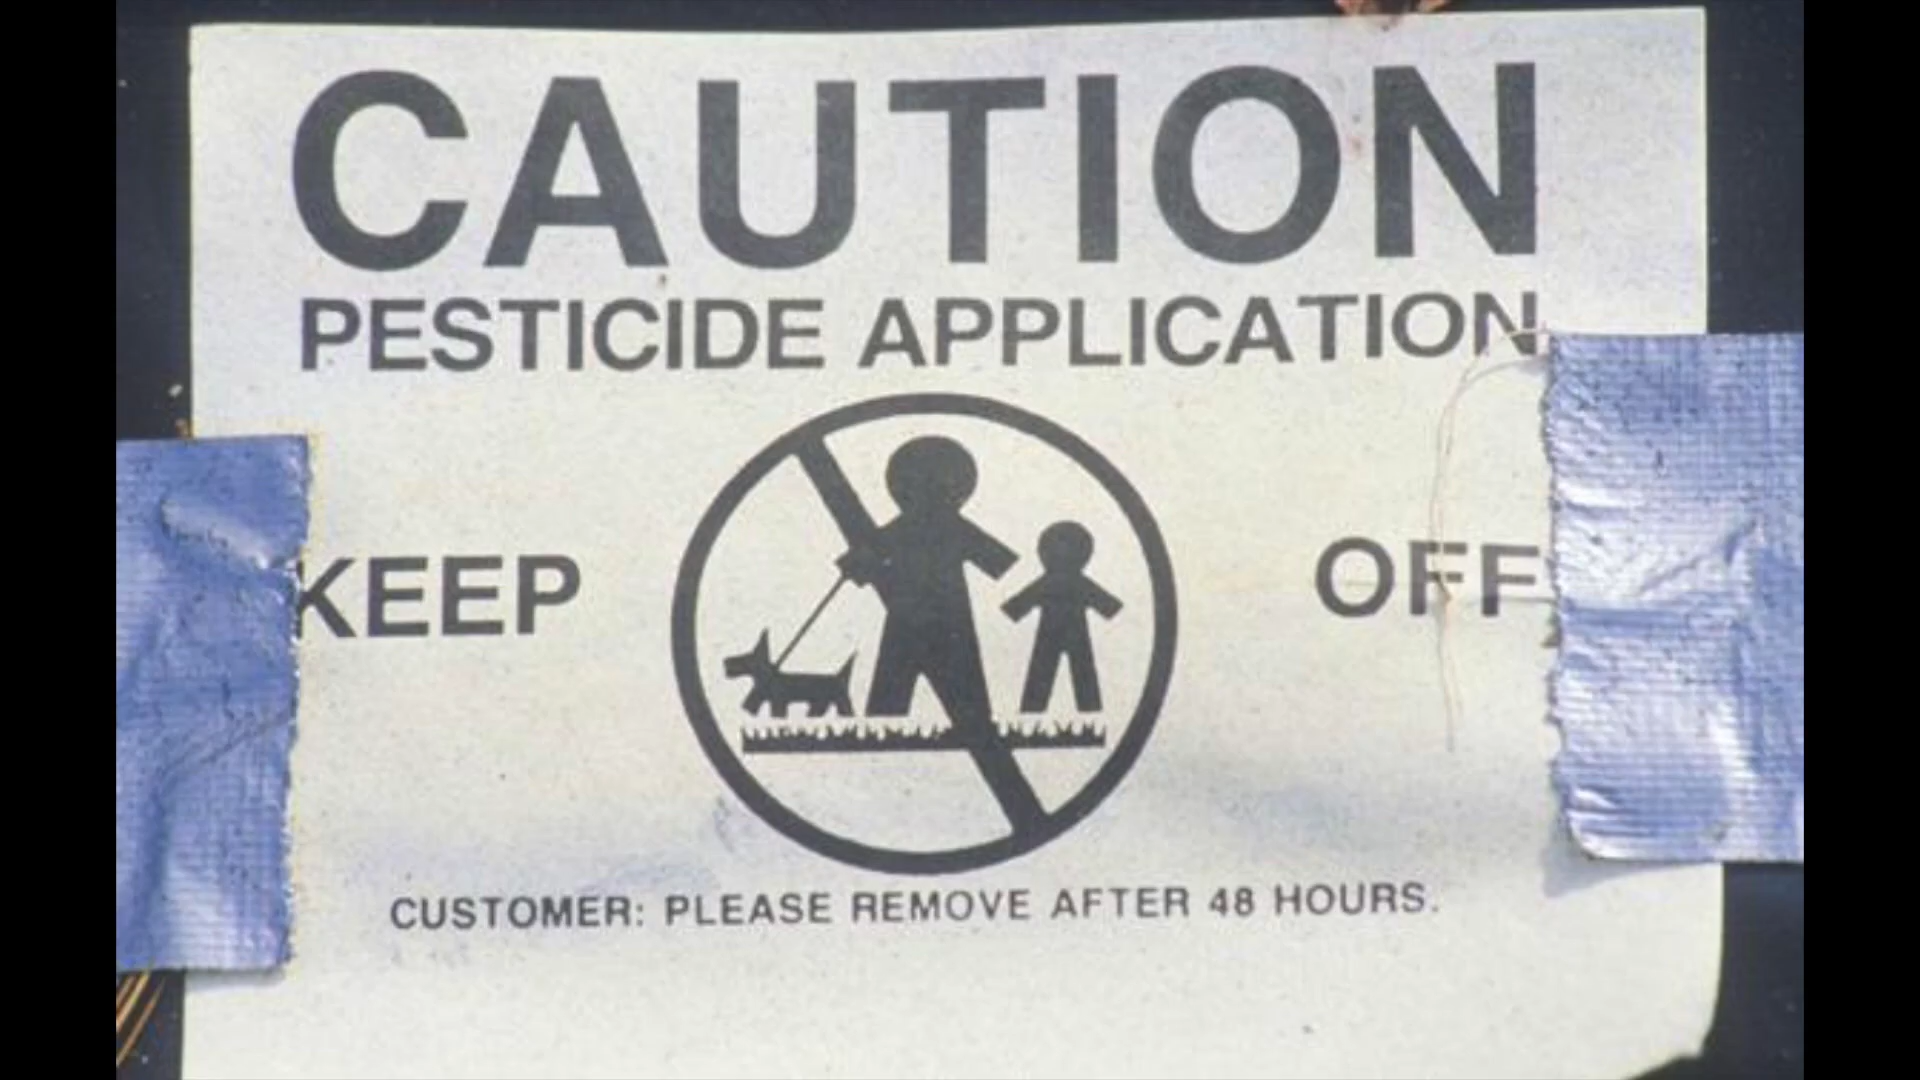 CAUTION
PESTICIDE APPLICATION
KEEP OFF
CUSTOMER: PLEASE REMOVE AFTER 48 HOURS.